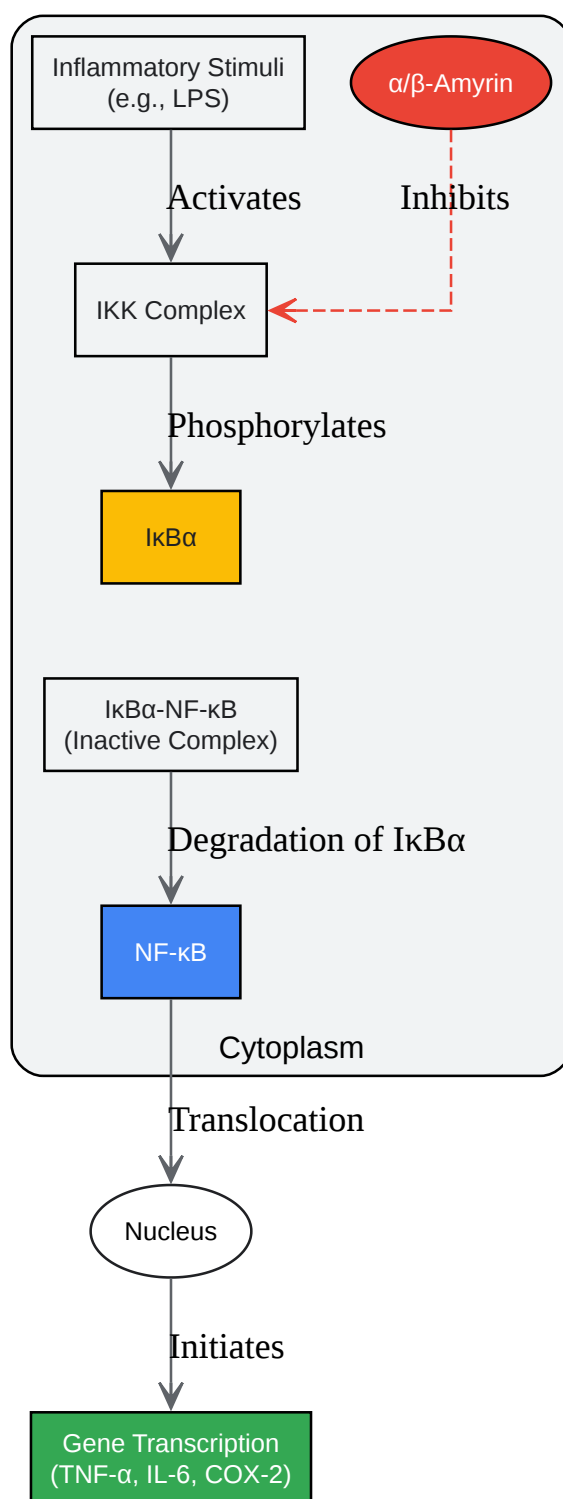 Inflammatory Stimuli
(e.g., LPS)
α/β-Amyrin
Activates
Inhibits
IKK Complex
Phosphorylates
IκBα
IκBα-NF-κB
(Inactive Complex)
Degradation of IκBα
NF-κB
Cytoplasm
Translocation
Nucleus
Initiates
Gene Transcription
(TNF-α, IL-6, COX-2)